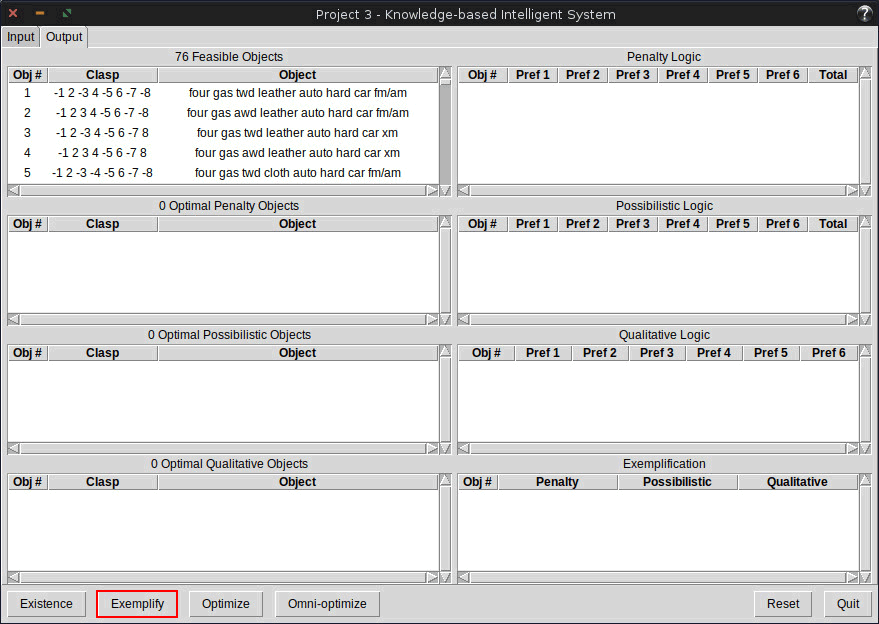 Project 3 - Knowledge-based Intelligent System
?
Input Output
76 Feasible Objects
Obj # Clasp Object
1 -1 2 -3 4 -5 6 -7 -8 four gas twd leather auto hard car fm/am
2 -1 2 3 4 -5 6 -7 -8 four gas awd leather auto hard car fm/am
3 -1 2 -3 4 -5 6 -7 8 four gas twd leather auto hard car xm
4 -1 2 3 4 -5 6 -7 8 four gas awd leather auto hard car xm
5 -1 2 -3 -4 -5 6 -7 -8 four gas twd cloth auto hard car fm/am
Penalty Logic
Obj # Pref 1 Pref 2 Pref 3 Pref 4 Pref 5 Pref 6 Total
0 Optimal Penalty Objects
Obj # Clasp Object
Possibilistic Logic
Obj # Pref 1 Pref 2 Pref 3 Pref 4 Pref 5 Pref 6 Total
0 Optimal Possibilistic Objects
Obj # Clasp Object
Qualitative Logic
Obj # Pref 1 Pref 2 Pref 3 Pref 4 Pref 5 Pref 6
0 Optimal Qualitative Objects
Obj # Clasp Object
Exemplification
Obj # Penalty Possibilistic Qualitative
Existence Exemplify Optimize Omni-optimize Reset Quit